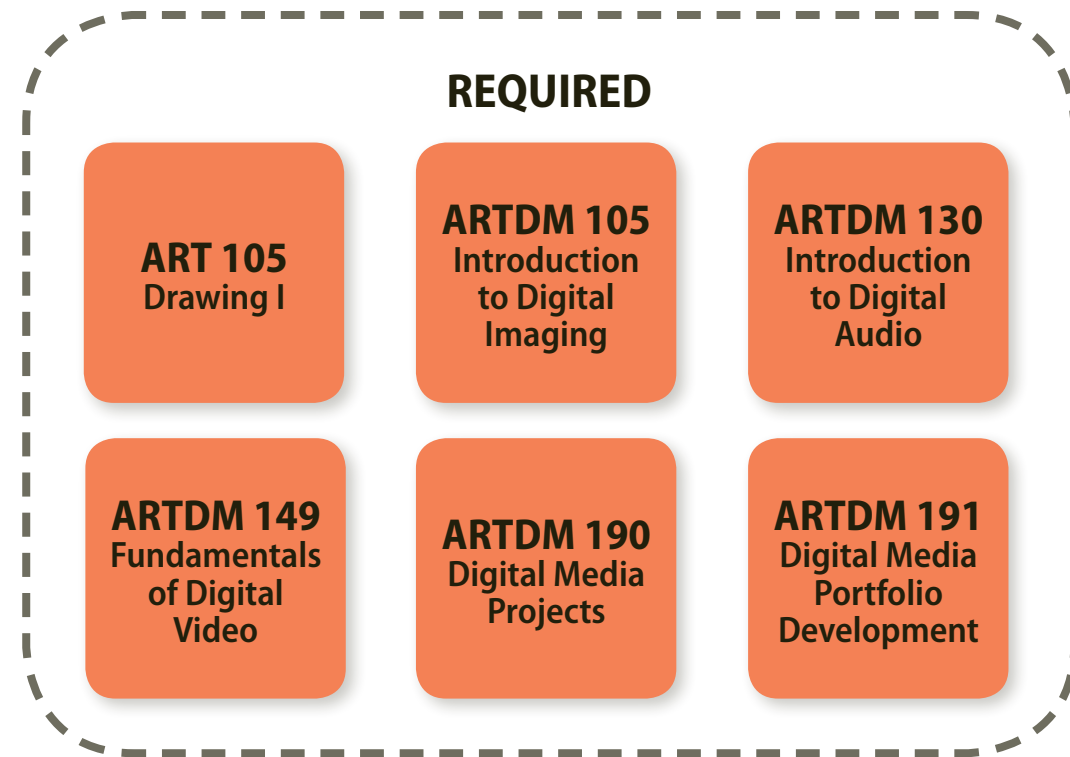 REQUIRED
ART 105
Drawing I
ARTDM 105
Introduction
to Digital
Imaging
ARTDM 130
Introduction
to Digital
Audio
ARTDM 149
Fundamentals
of Digital
Video
ARTDM 190
Digital Media
Projects
ARTDM 191
Digital Media
Portfolio
Development